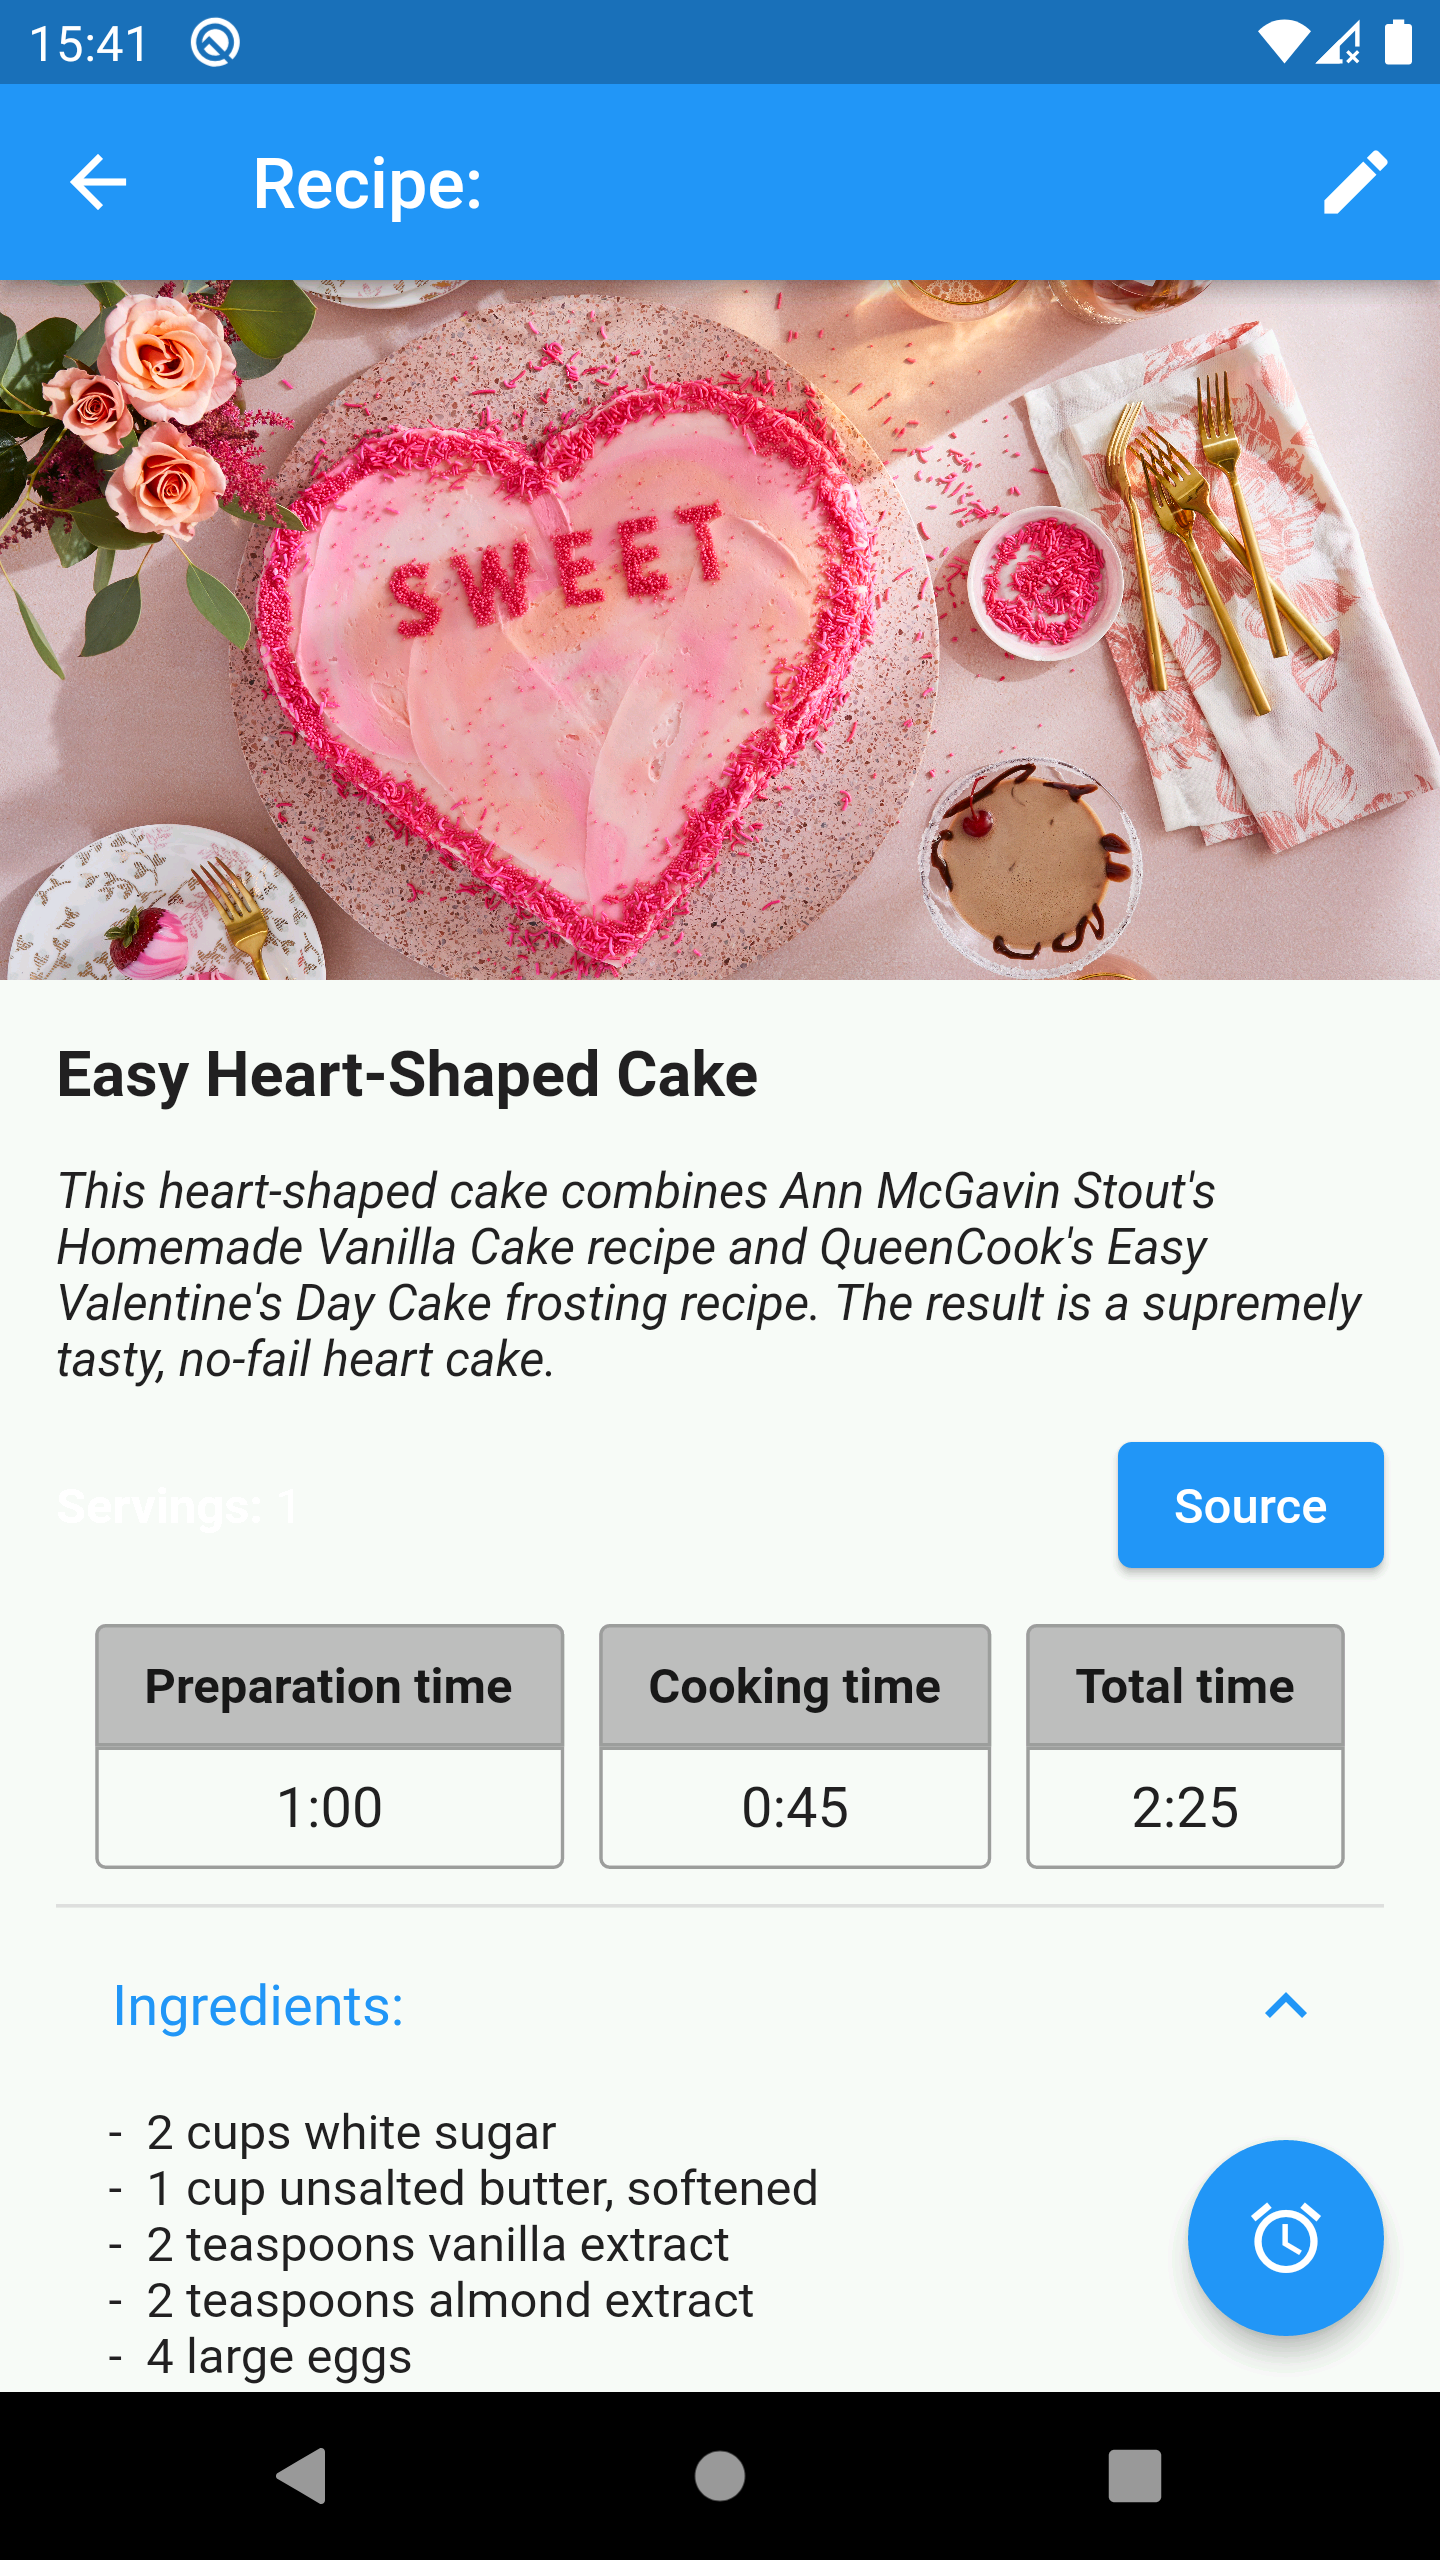 15:41
Recipe:
SWEET
Easy Heart-Shaped Cake
This heart-shaped cake combines Ann McGavin Stout's
Homemade Vanilla Cake recipe and QueenCook's Easy
Valentine's Day Cake frosting recipe. The result is a supremely
tasty, no-fail heart cake.
Servings: 1
Source
Preparation time
Cooking time
Total time
1:00
0:45
2:25
Ingredients:
- 2 cups white sugar
- 1 cup unsalted butter, softened
- 2 teaspoons vanilla extract
- 2 teaspoons almond extract
- 4 large eggs